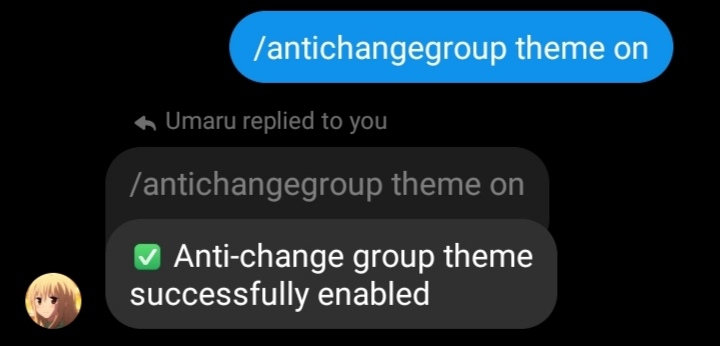 /antichangegroup theme on
Umaru replied to you
/antichangegroup theme on
✅ Anti-change group theme
successfully enabled